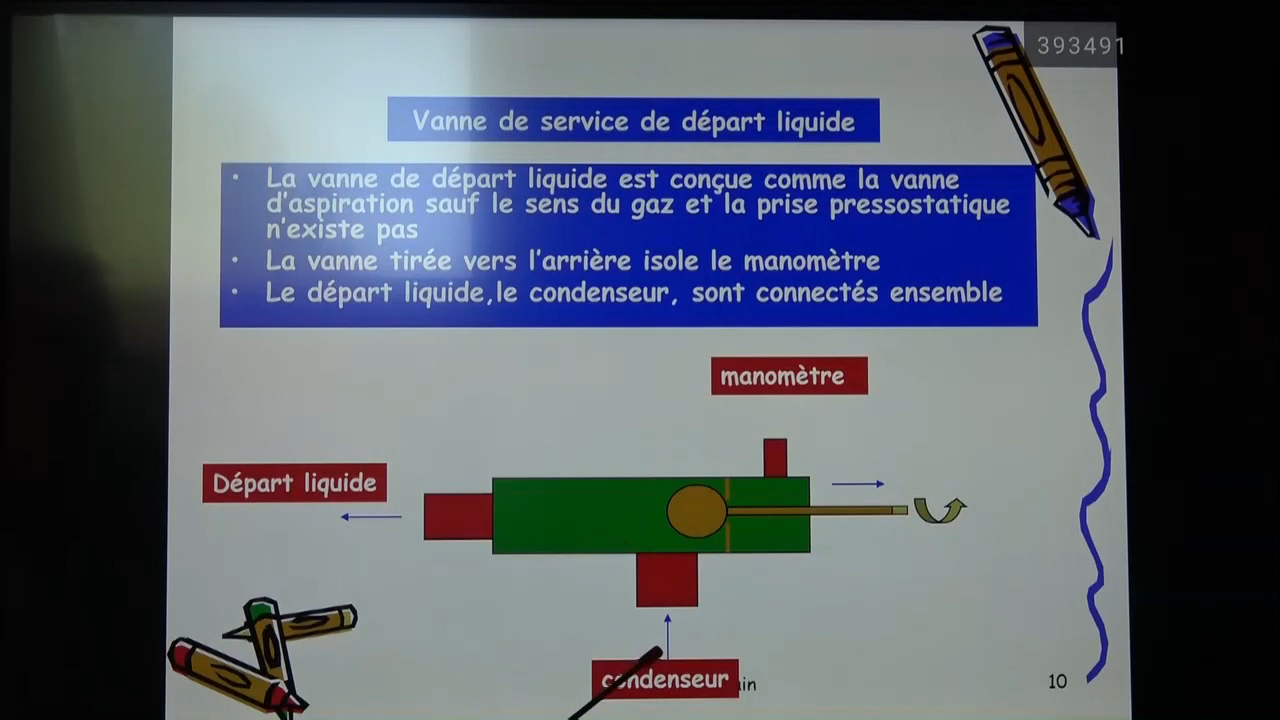 393491
Vanne de service de départ liquide
• La vanne de départ liquide est conçue comme la vanne
d'aspiration sauf le sens du gaz et la prise pressostatique
n'existe pas
• La vanne tirée vers l'arrière isole le manomètre
• Le départ liquide,le condenseur, sont connectés ensemble
manomètre
Départ liquide
condenseur
10